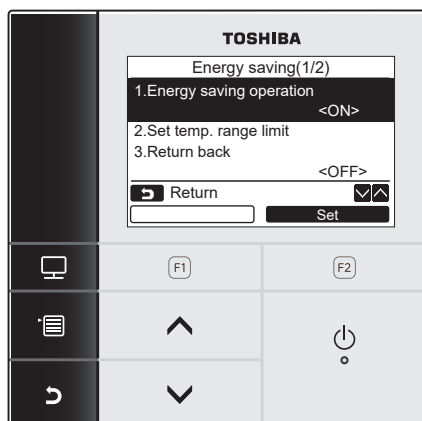 TOSHIBA
Energy saving(1/2)
1.Energy saving operation
<ON>
2.Set temp. range limit
3.Return back
<OFF>
Return
Set
F1
F2